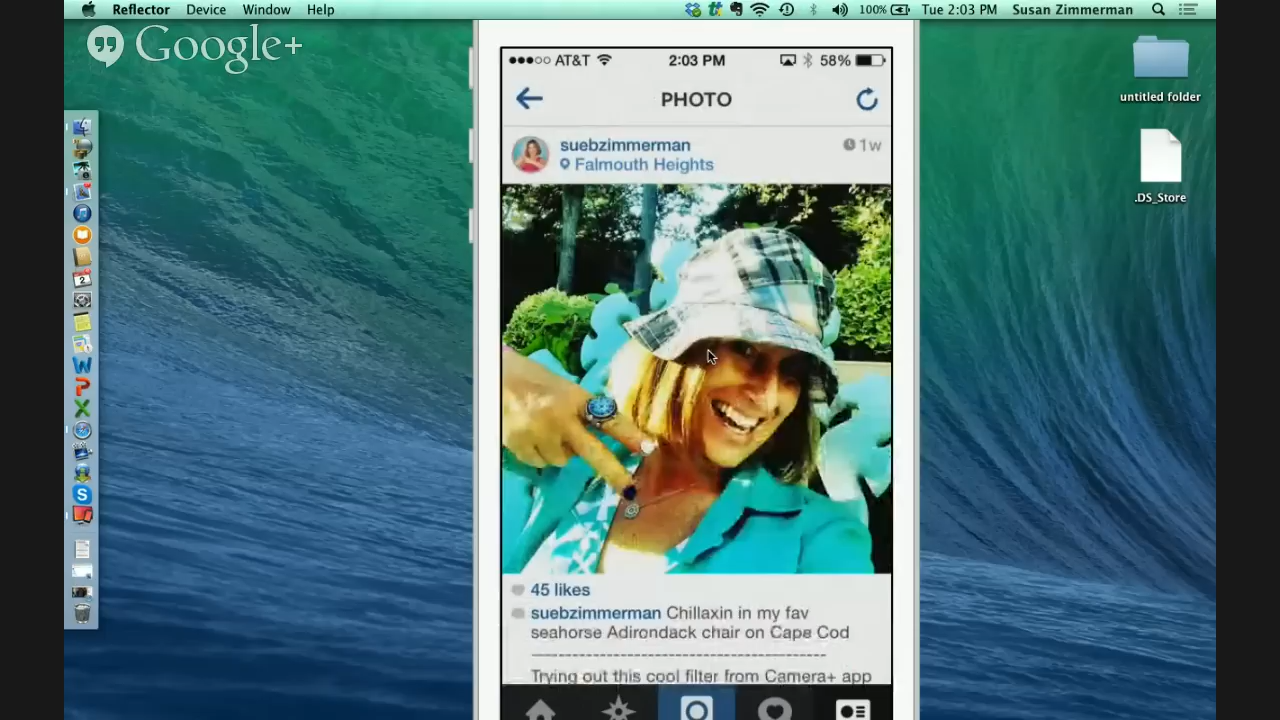 Reflector Device Window Help 100% Tue 2:03 PM Susan Zimmerman
Google+
untitled folder
.DS_Store
AT&T 2:03 PM 58%
PHOTO
suebzimmerman 1w
Falmouth Heights
45 likes
suebzimmerman Chillaxin in my fav
seahorse Adirondack chair on Cape Cod
------------------------------------
Trying out this cool filter from Camera+ app